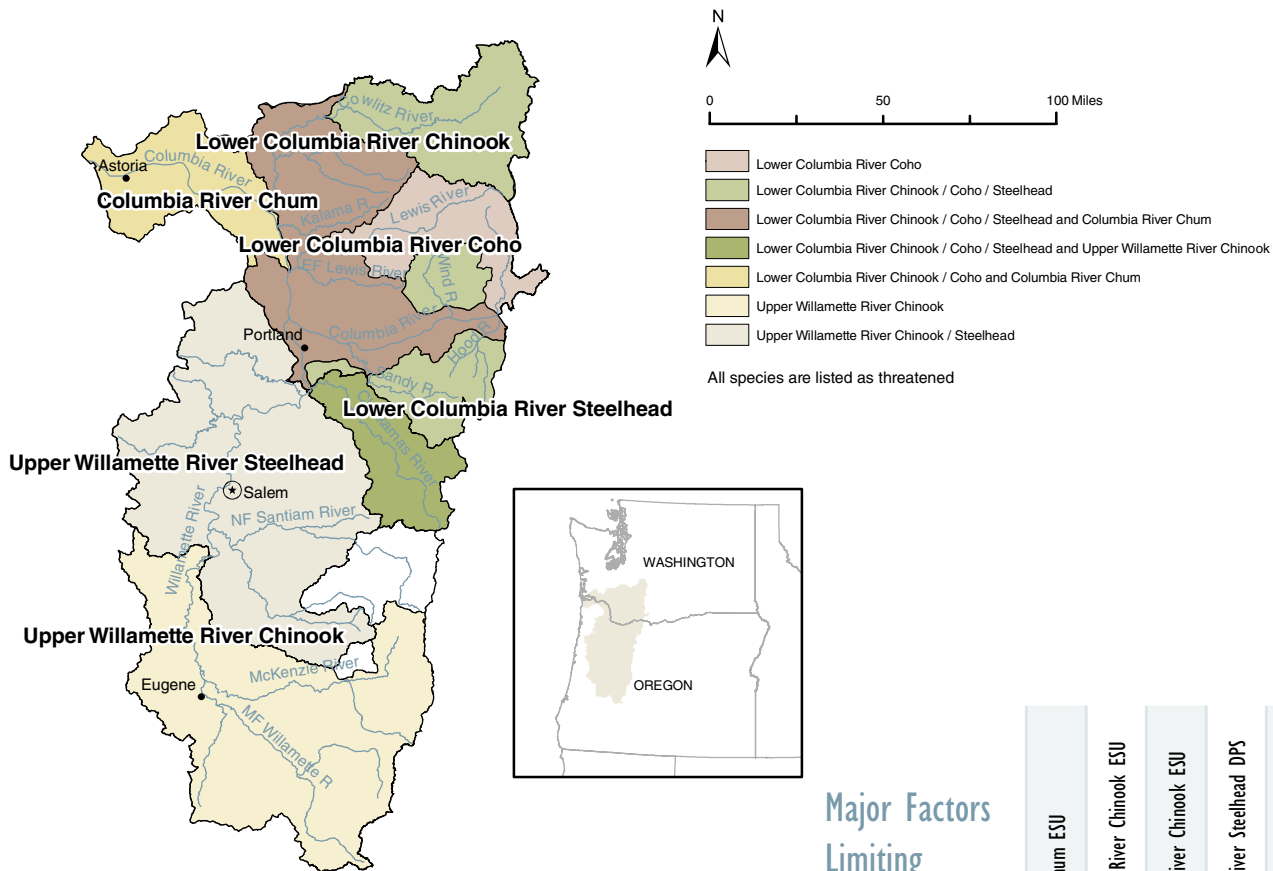 N
0 50 100 Miles
Lower Columbia River Coho
Lower Columbia River Chinook / Coho / Steelhead
Lower Columbia River Chinook / Coho / Steelhead and Columbia River Chum
Lower Columbia River Chinook / Coho / Steelhead and Upper Willamette River Chinook
Lower Columbia River Chinook / Coho and Columbia River Chum
Upper Willamette River Chinook
Upper Willamette River Chinook / Steelhead
All species are listed as threatened
Cowlitz River
Lower Columbia River Chinook
Columbia River
Astoria
Columbia River Chum
Kalama R
Lewis River
Lower Columbia River Coho
EF Lewis River
Wind R
Columbia River
Portland
Hood R
Sandy R
Lower Columbia River Steelhead
Clackamas River
Upper Willamette River Steelhead
Salem
NF Santiam River
Willamette River
Upper Willamette River Chinook
McKenzie River
Eugene
MF Willamette R
WASHINGTON
OREGON
Major Factors
Limiting
ESU
River Chinook ESU
Chinook ESU
Steelhead DPS